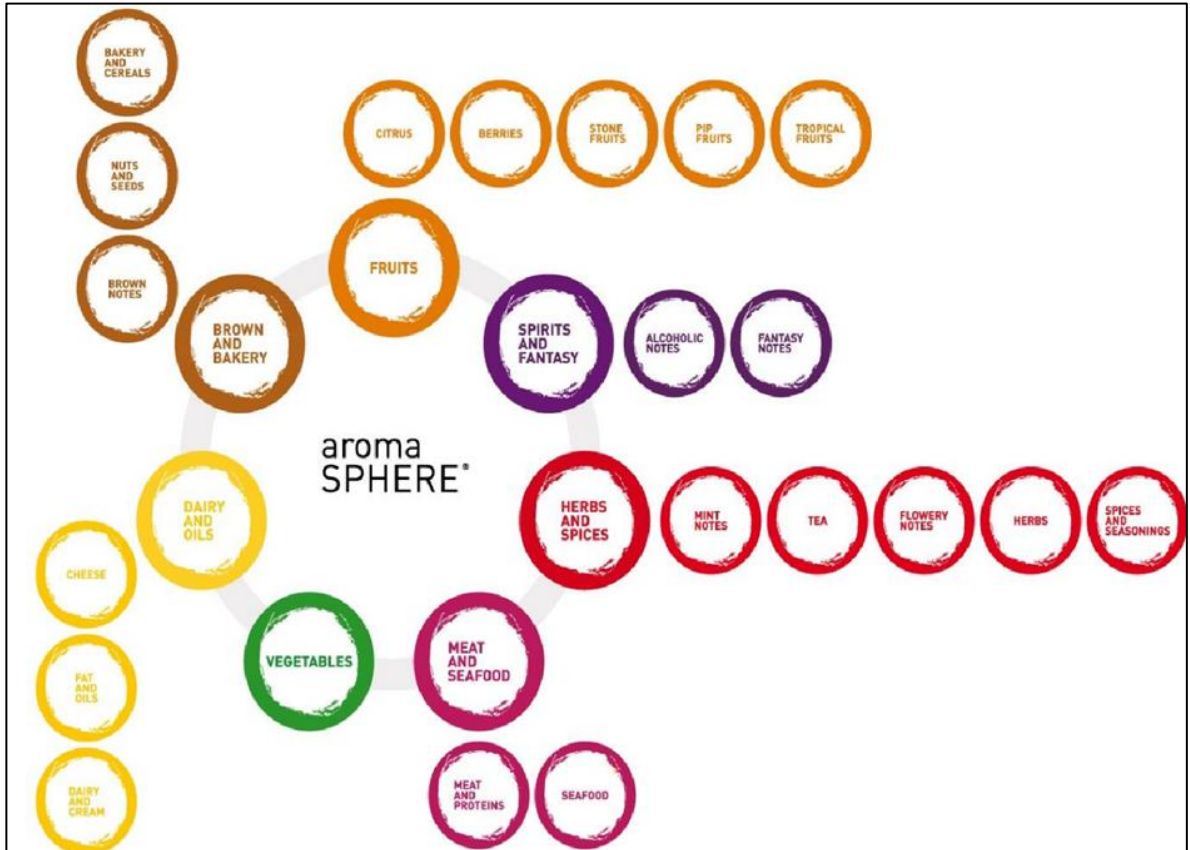 BAKERY
AND
CEREALS
NUTS
AND
SEEDS
BROWN
NOTES
CITRUS
BERRIES
STONE
FRUITS
PIP
FRUITS
TROPICAL
FRUITS
FRUITS
BROWN
AND
BAKERY
SPIRITS
AND
FANTASY
ALCOHOLIC
NOTES
FANTASY
NOTES
aroma
SPHERE®
DAIRY
AND
OILS
HERBS
AND
SPICES
MINT
NOTES
TEA
FLOWERY
NOTES
HERBS
SPICES
AND
SEASONINGS
CHEESE
FAT
AND
OILS
DAIRY
AND
CREAM
VEGETABLES
MEAT
AND
SEAFOOD
MEAT
AND
PROTEINS
SEAFOOD